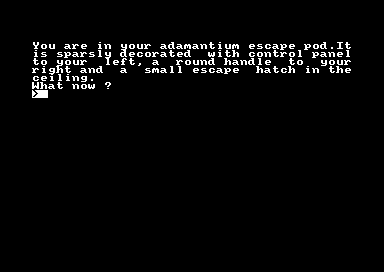 You are in your adamantium escape pod.It
is sparsly decorated  with control panel
to your  left, a  round handle  to  your
right and  a  small escape  hatch in the
ceiling.
What now ?
>